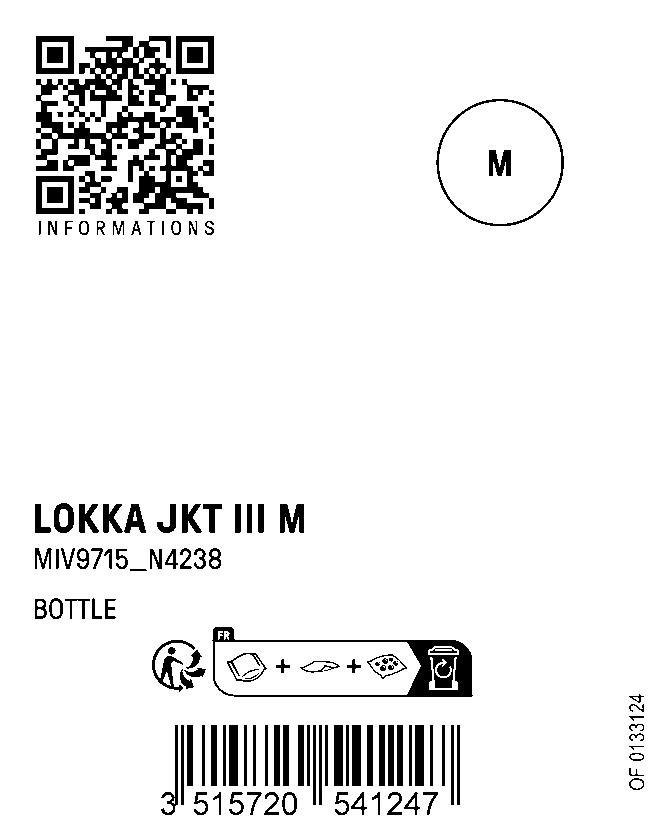 INFORMATIONS
M
LOKKA JKT III M
MIV9715_N4238
BOTTLE
FR
3 515720 541247
OF 0133124